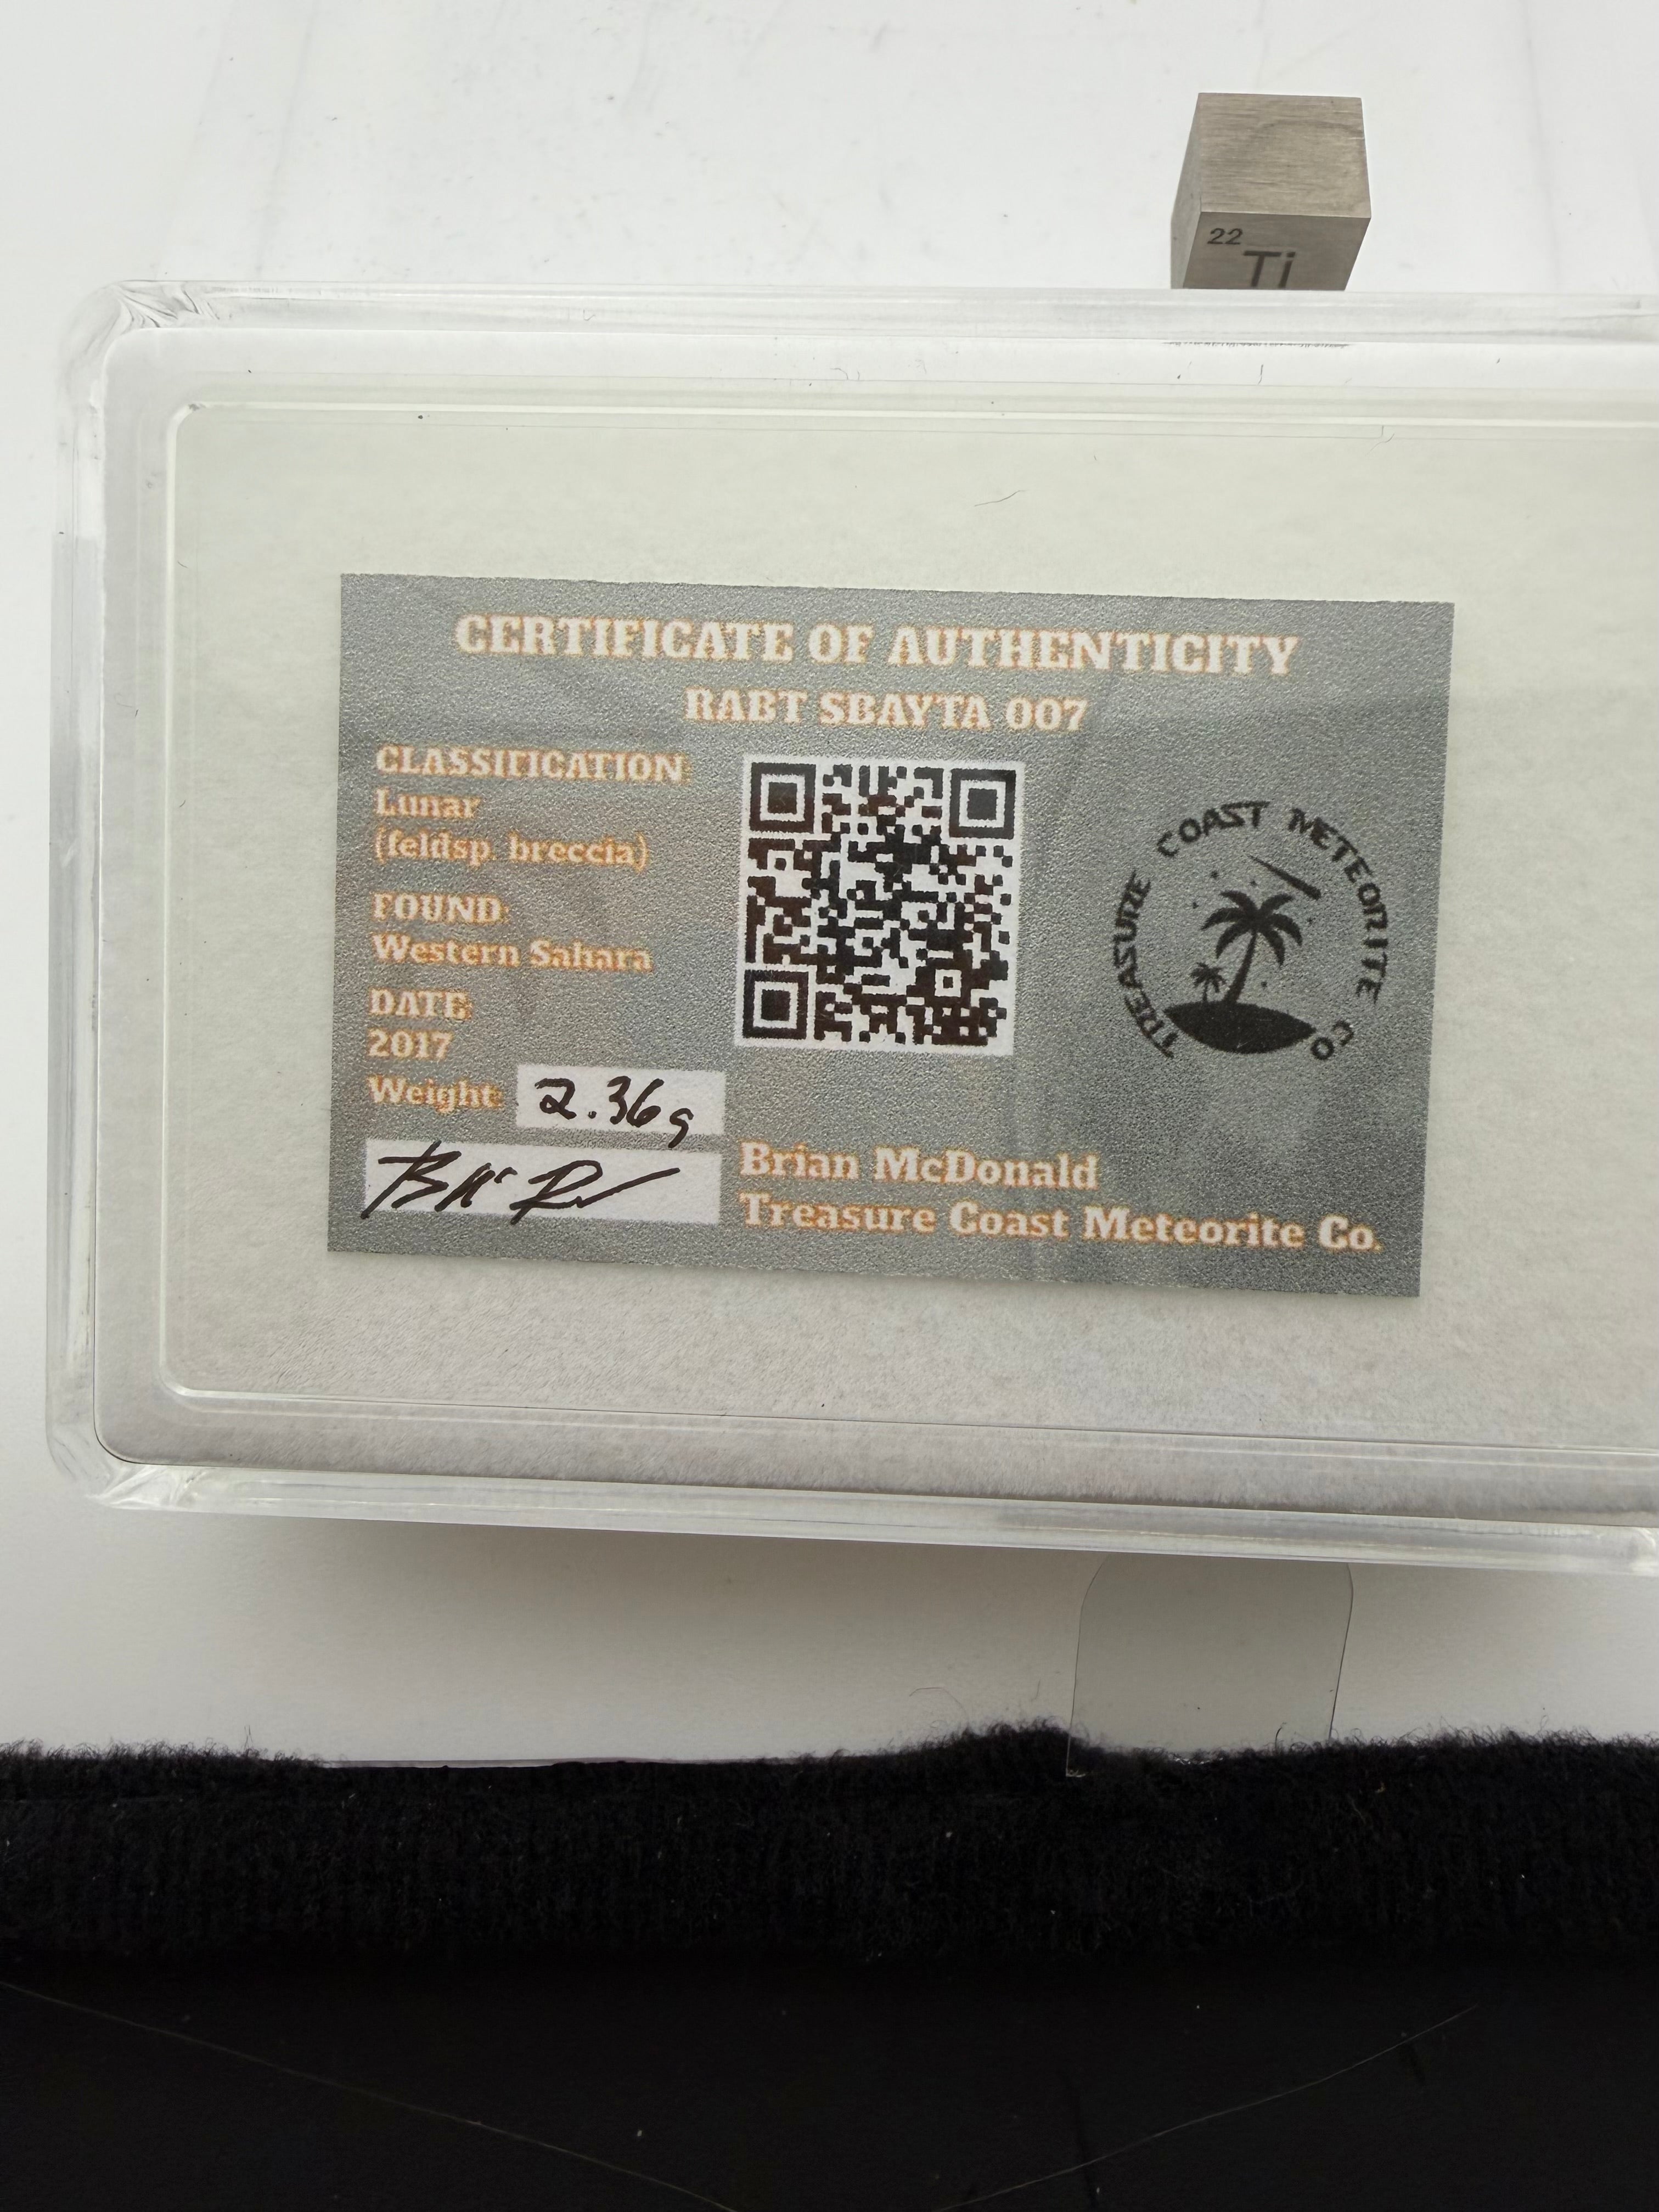 22
Ti
CERTIFICATE OF AUTHENTICITY
RABT SBAYTA 007
CLASSIFICATION:
Lunar
(feldsp. breccia)
FOUND:
Western Sahara
DATE:
2017
Weight: 2.36g
TREASURE COAST METEORITE CO
Brian McDonald
Treasure Coast Meteorite Co.